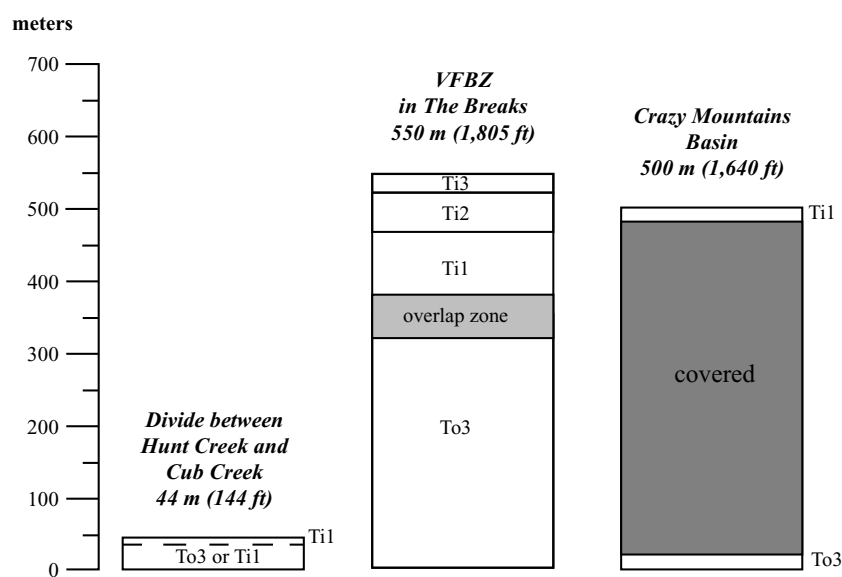 meters
700
600
500
400
300
200
100
0
Divide between
Hunt Creek and
Cub Creek
44 m (144 ft)
Ti1
To3 or Ti1
VFBZ
in The Breaks
550 m (1,805 ft)
Ti3
Ti2
Ti1
overlap zone
To3
Crazy Mountains
Basin
500 m (1,640 ft)
Ti1
covered
To3